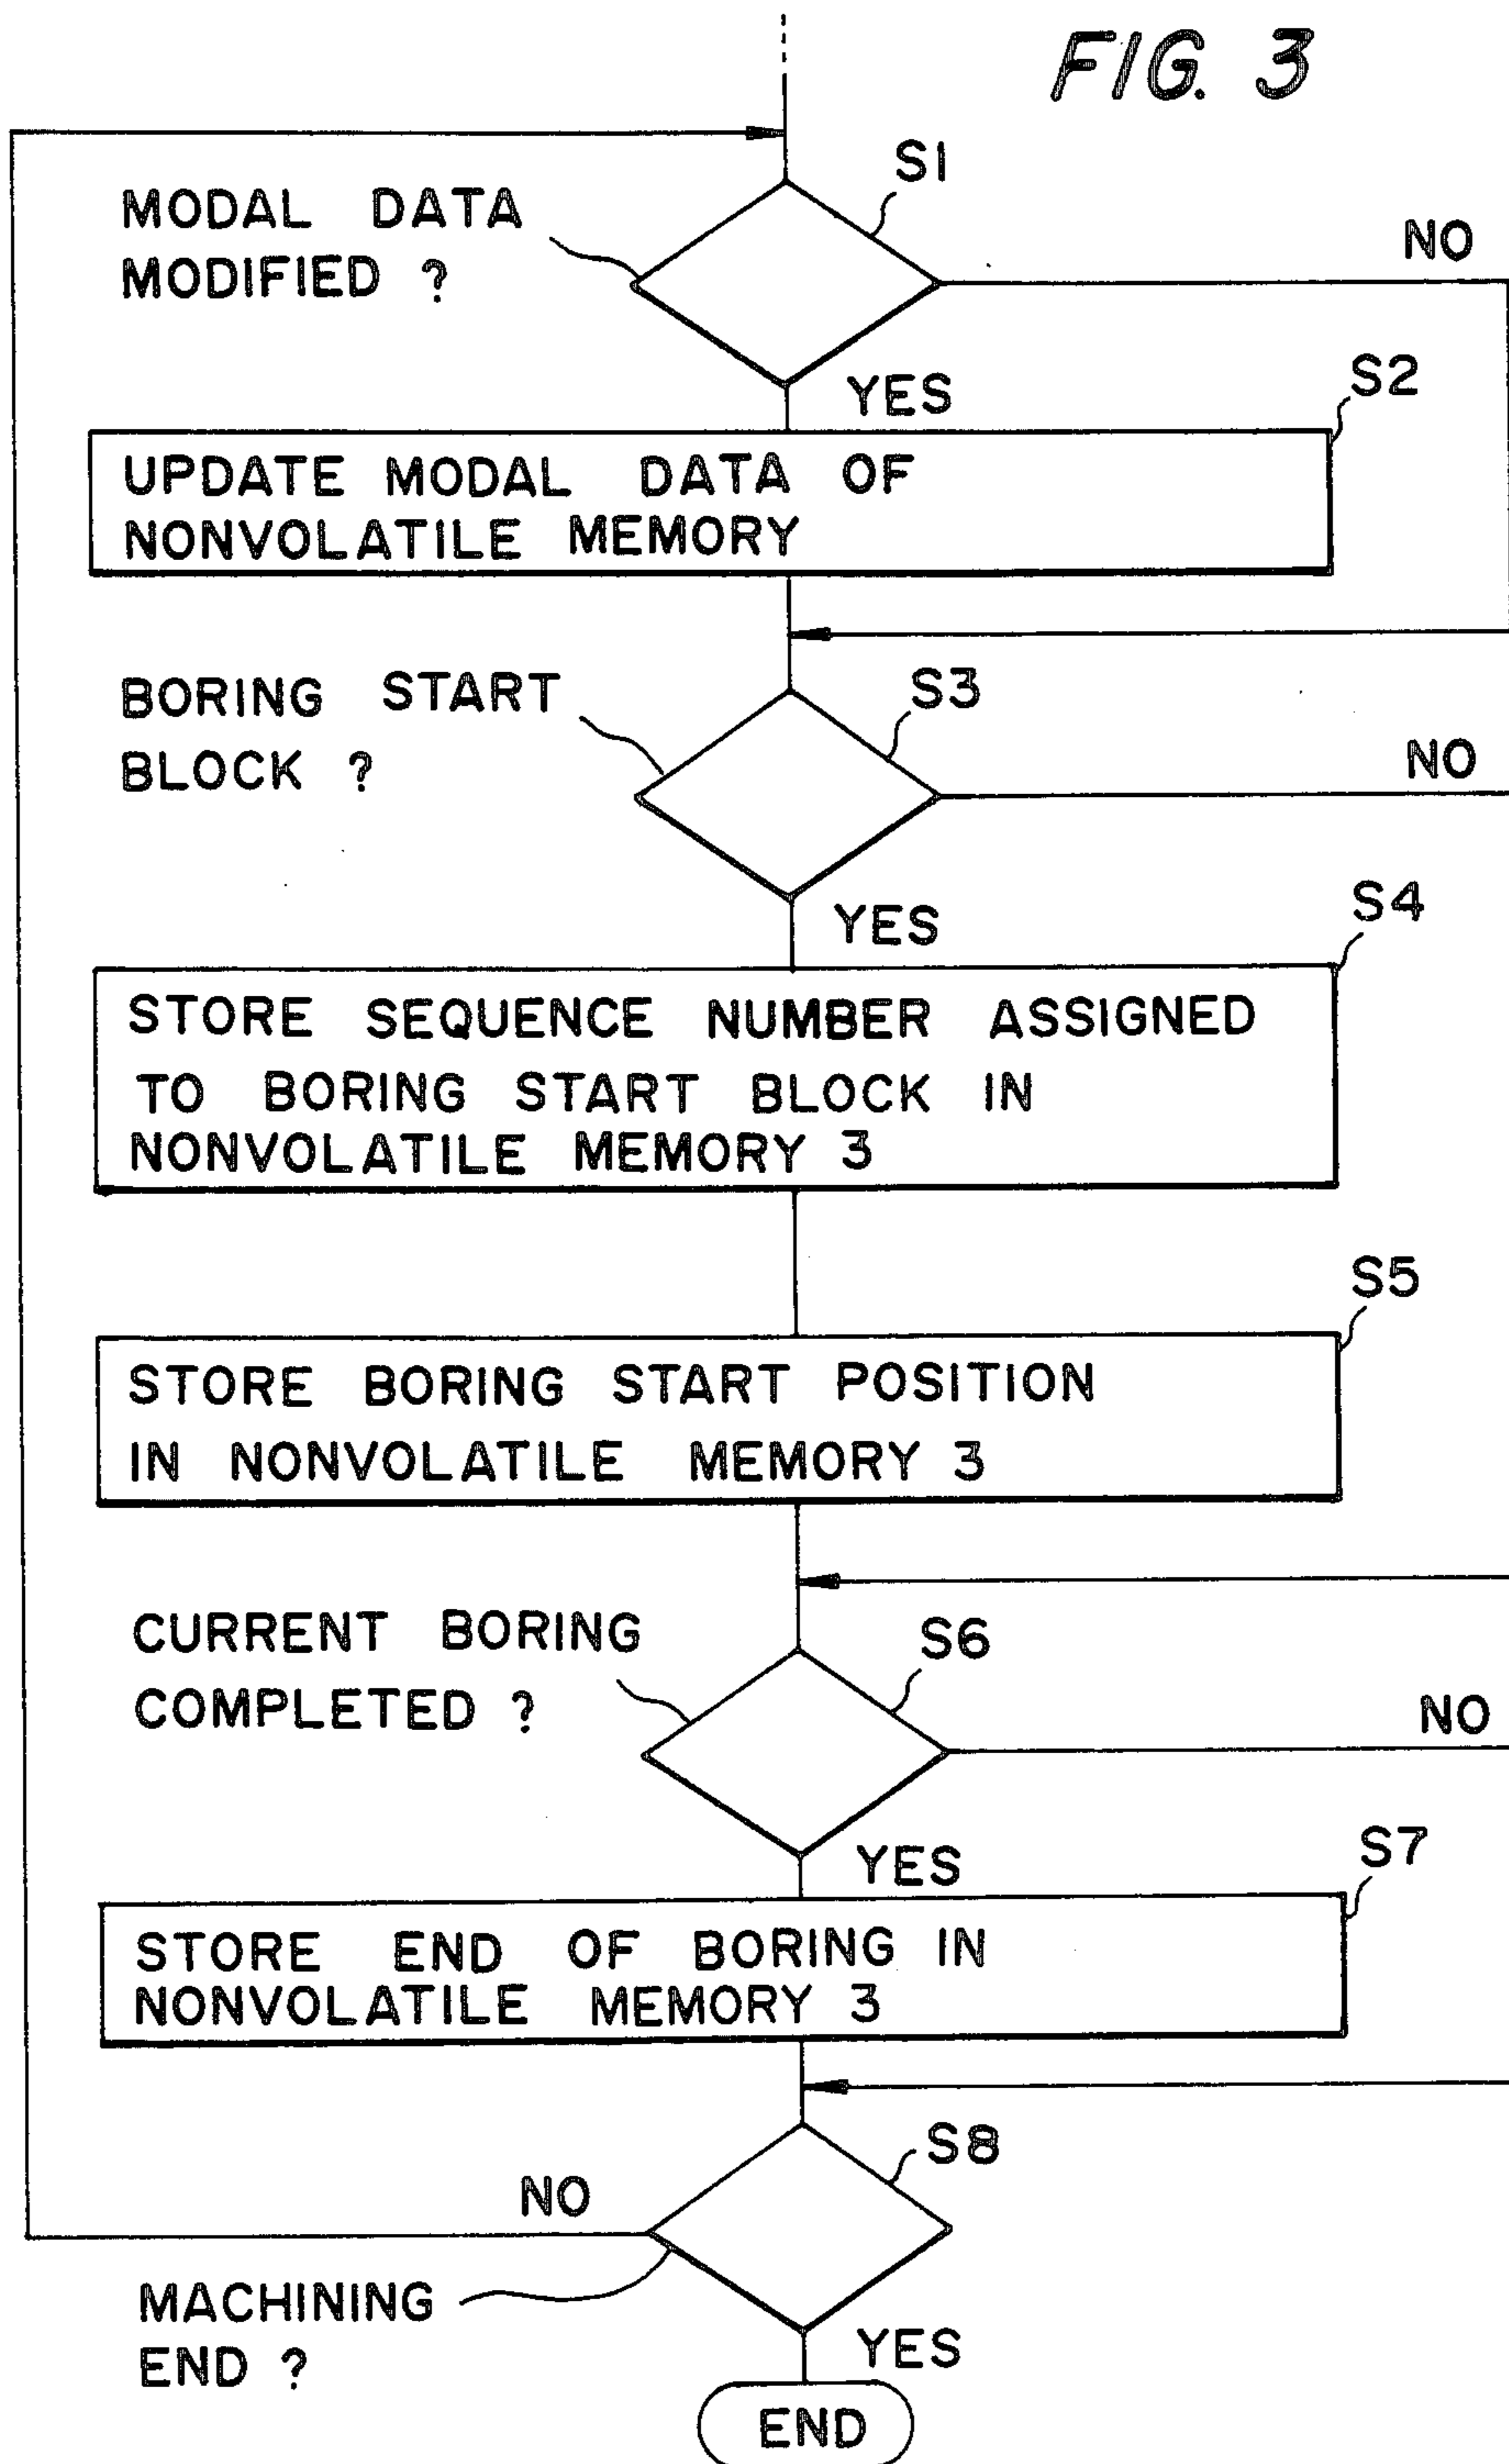 FIG. 3
S1
MODAL DATA
MODIFIED ?
NO
YES
S2
UPDATE MODAL DATA OF
NONVOLATILE MEMORY
BORING START
BLOCK ?
S3
NO
YES
S4
STORE SEQUENCE NUMBER ASSIGNED
TO BORING START BLOCK IN
NONVOLATILE MEMORY 3
S5
STORE BORING START POSITION
IN NONVOLATILE MEMORY 3
CURRENT BORING
COMPLETED ?
S6
NO
YES
S7
STORE END OF BORING IN
NONVOLATILE MEMORY 3
S8
NO
MACHINING
END ?
YES
END